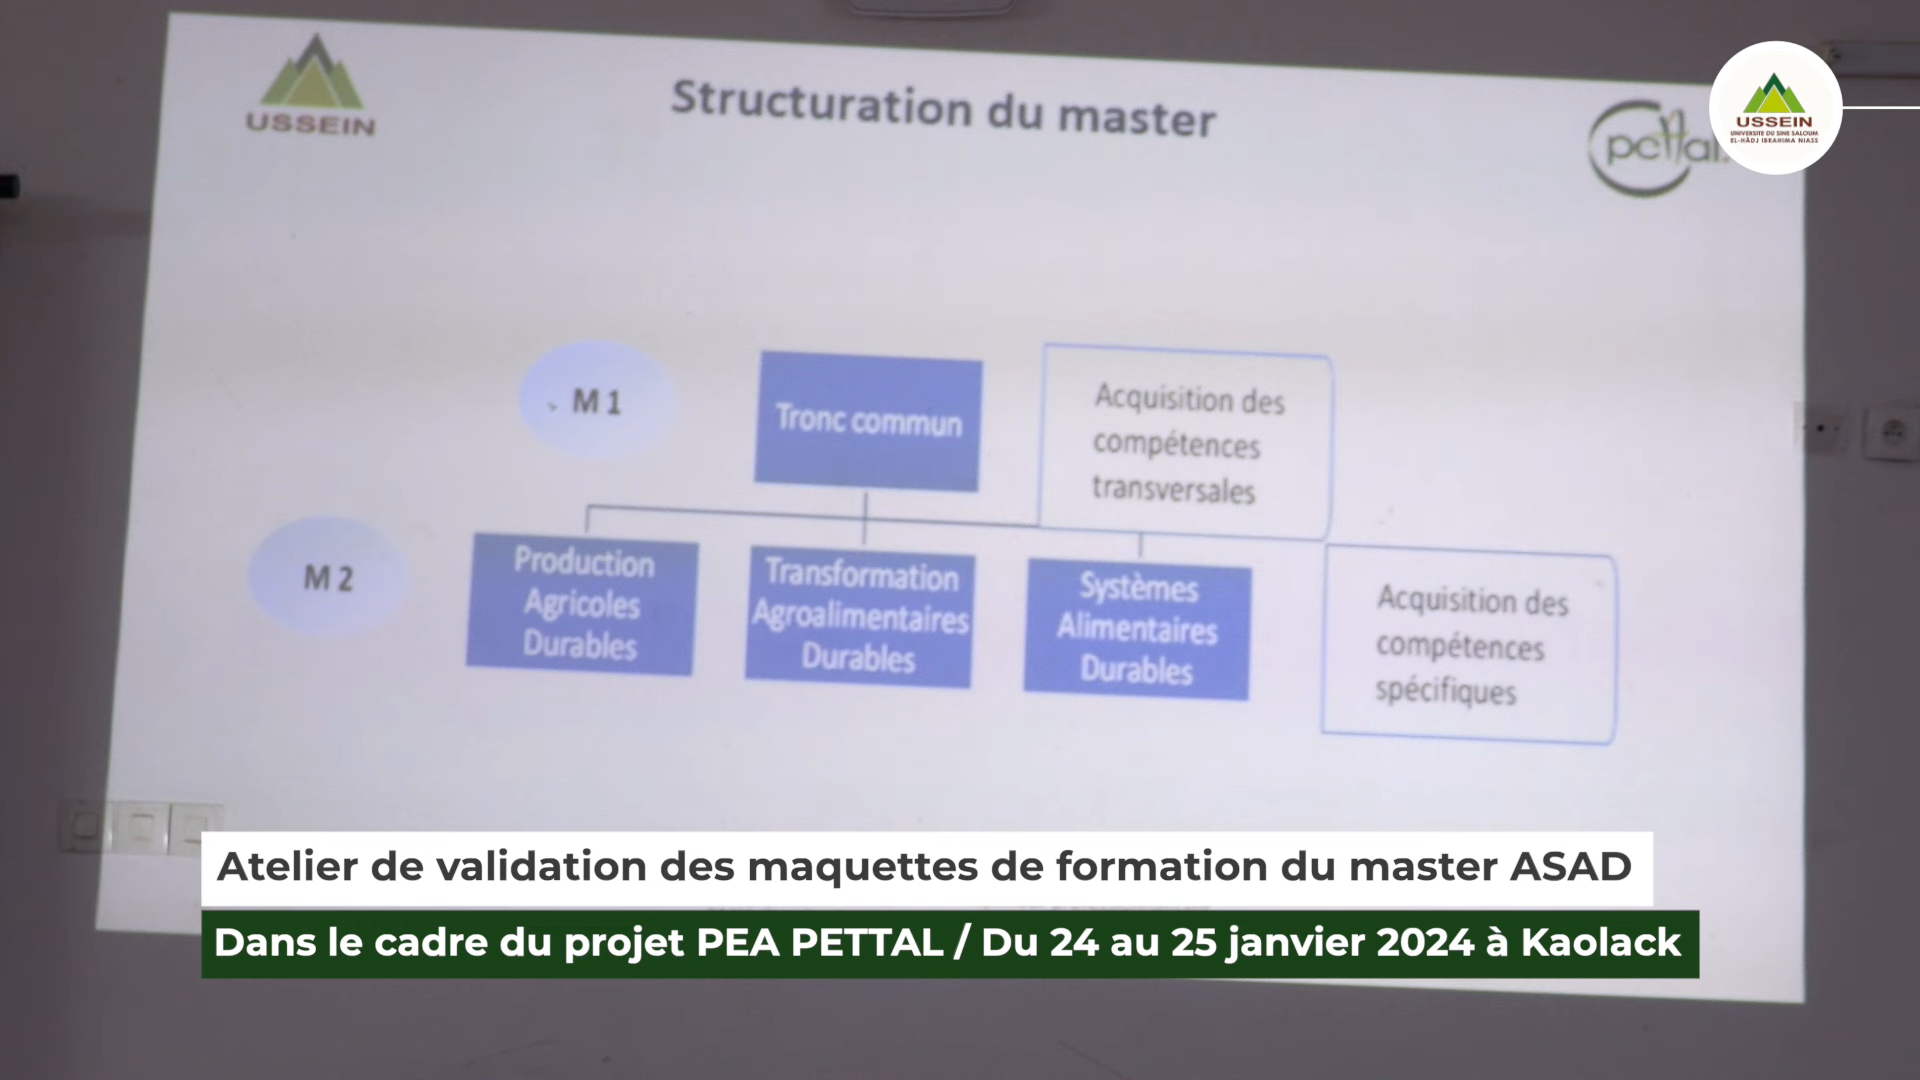 USSEIN
Structuration du master
pettal
USSEIN
UNIVERSITE DU SINE SALOUM
EL-HÂDJ IBRAHIMA NIASS
M 1
Tronc commun
Acquisition des
compétences
transversales
M 2
Production
Agricoles
Durables
Transformation
Agroalimentaires
Durables
Systèmes
Alimentaires
Durables
Acquisition des
compétences
spécifiques
Atelier de validation des maquettes de formation du master ASAD
Dans le cadre du projet PEA PETTAL / Du 24 au 25 janvier 2024 à Kaolack